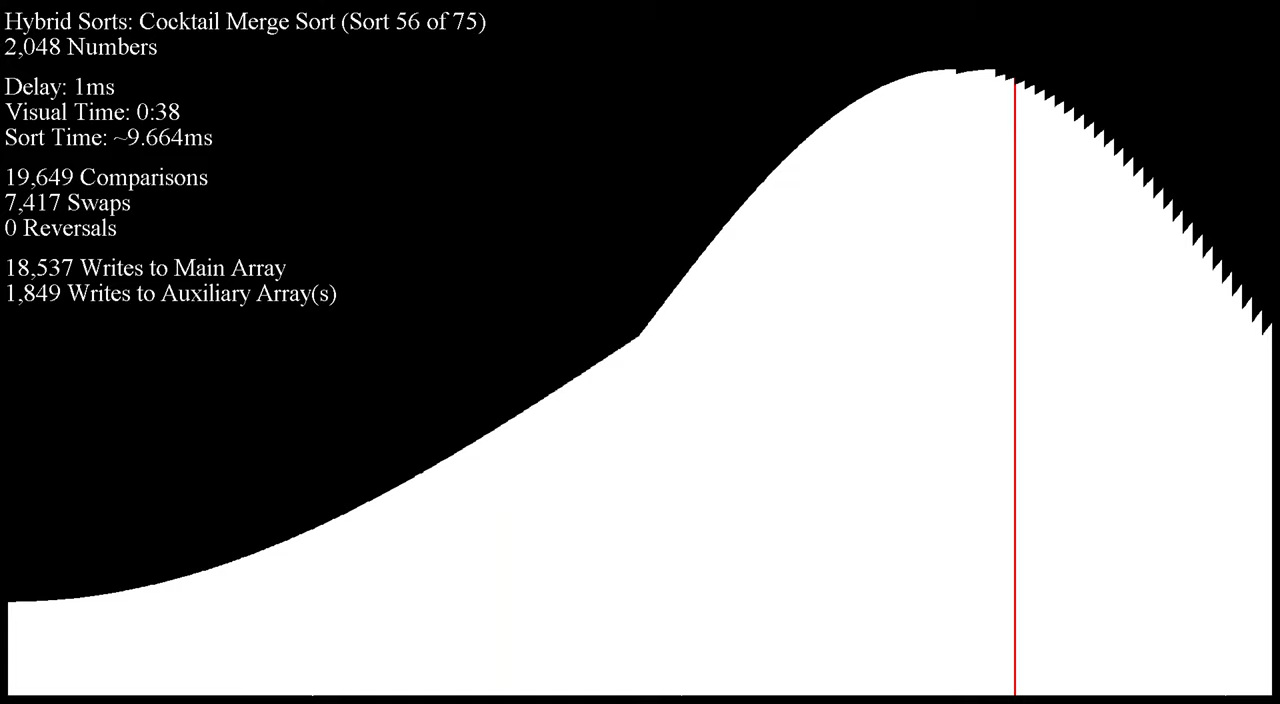 Hybrid Sorts: Cocktail Merge Sort (Sort 56 of 75)
2,048 Numbers
Delay: 1ms
Visual Time: 0:38
Sort Time: ~9.664ms
19,649 Comparisons
7,417 Swaps
0 Reversals
18,537 Writes to Main Array
1,849 Writes to Auxiliary Array(s)